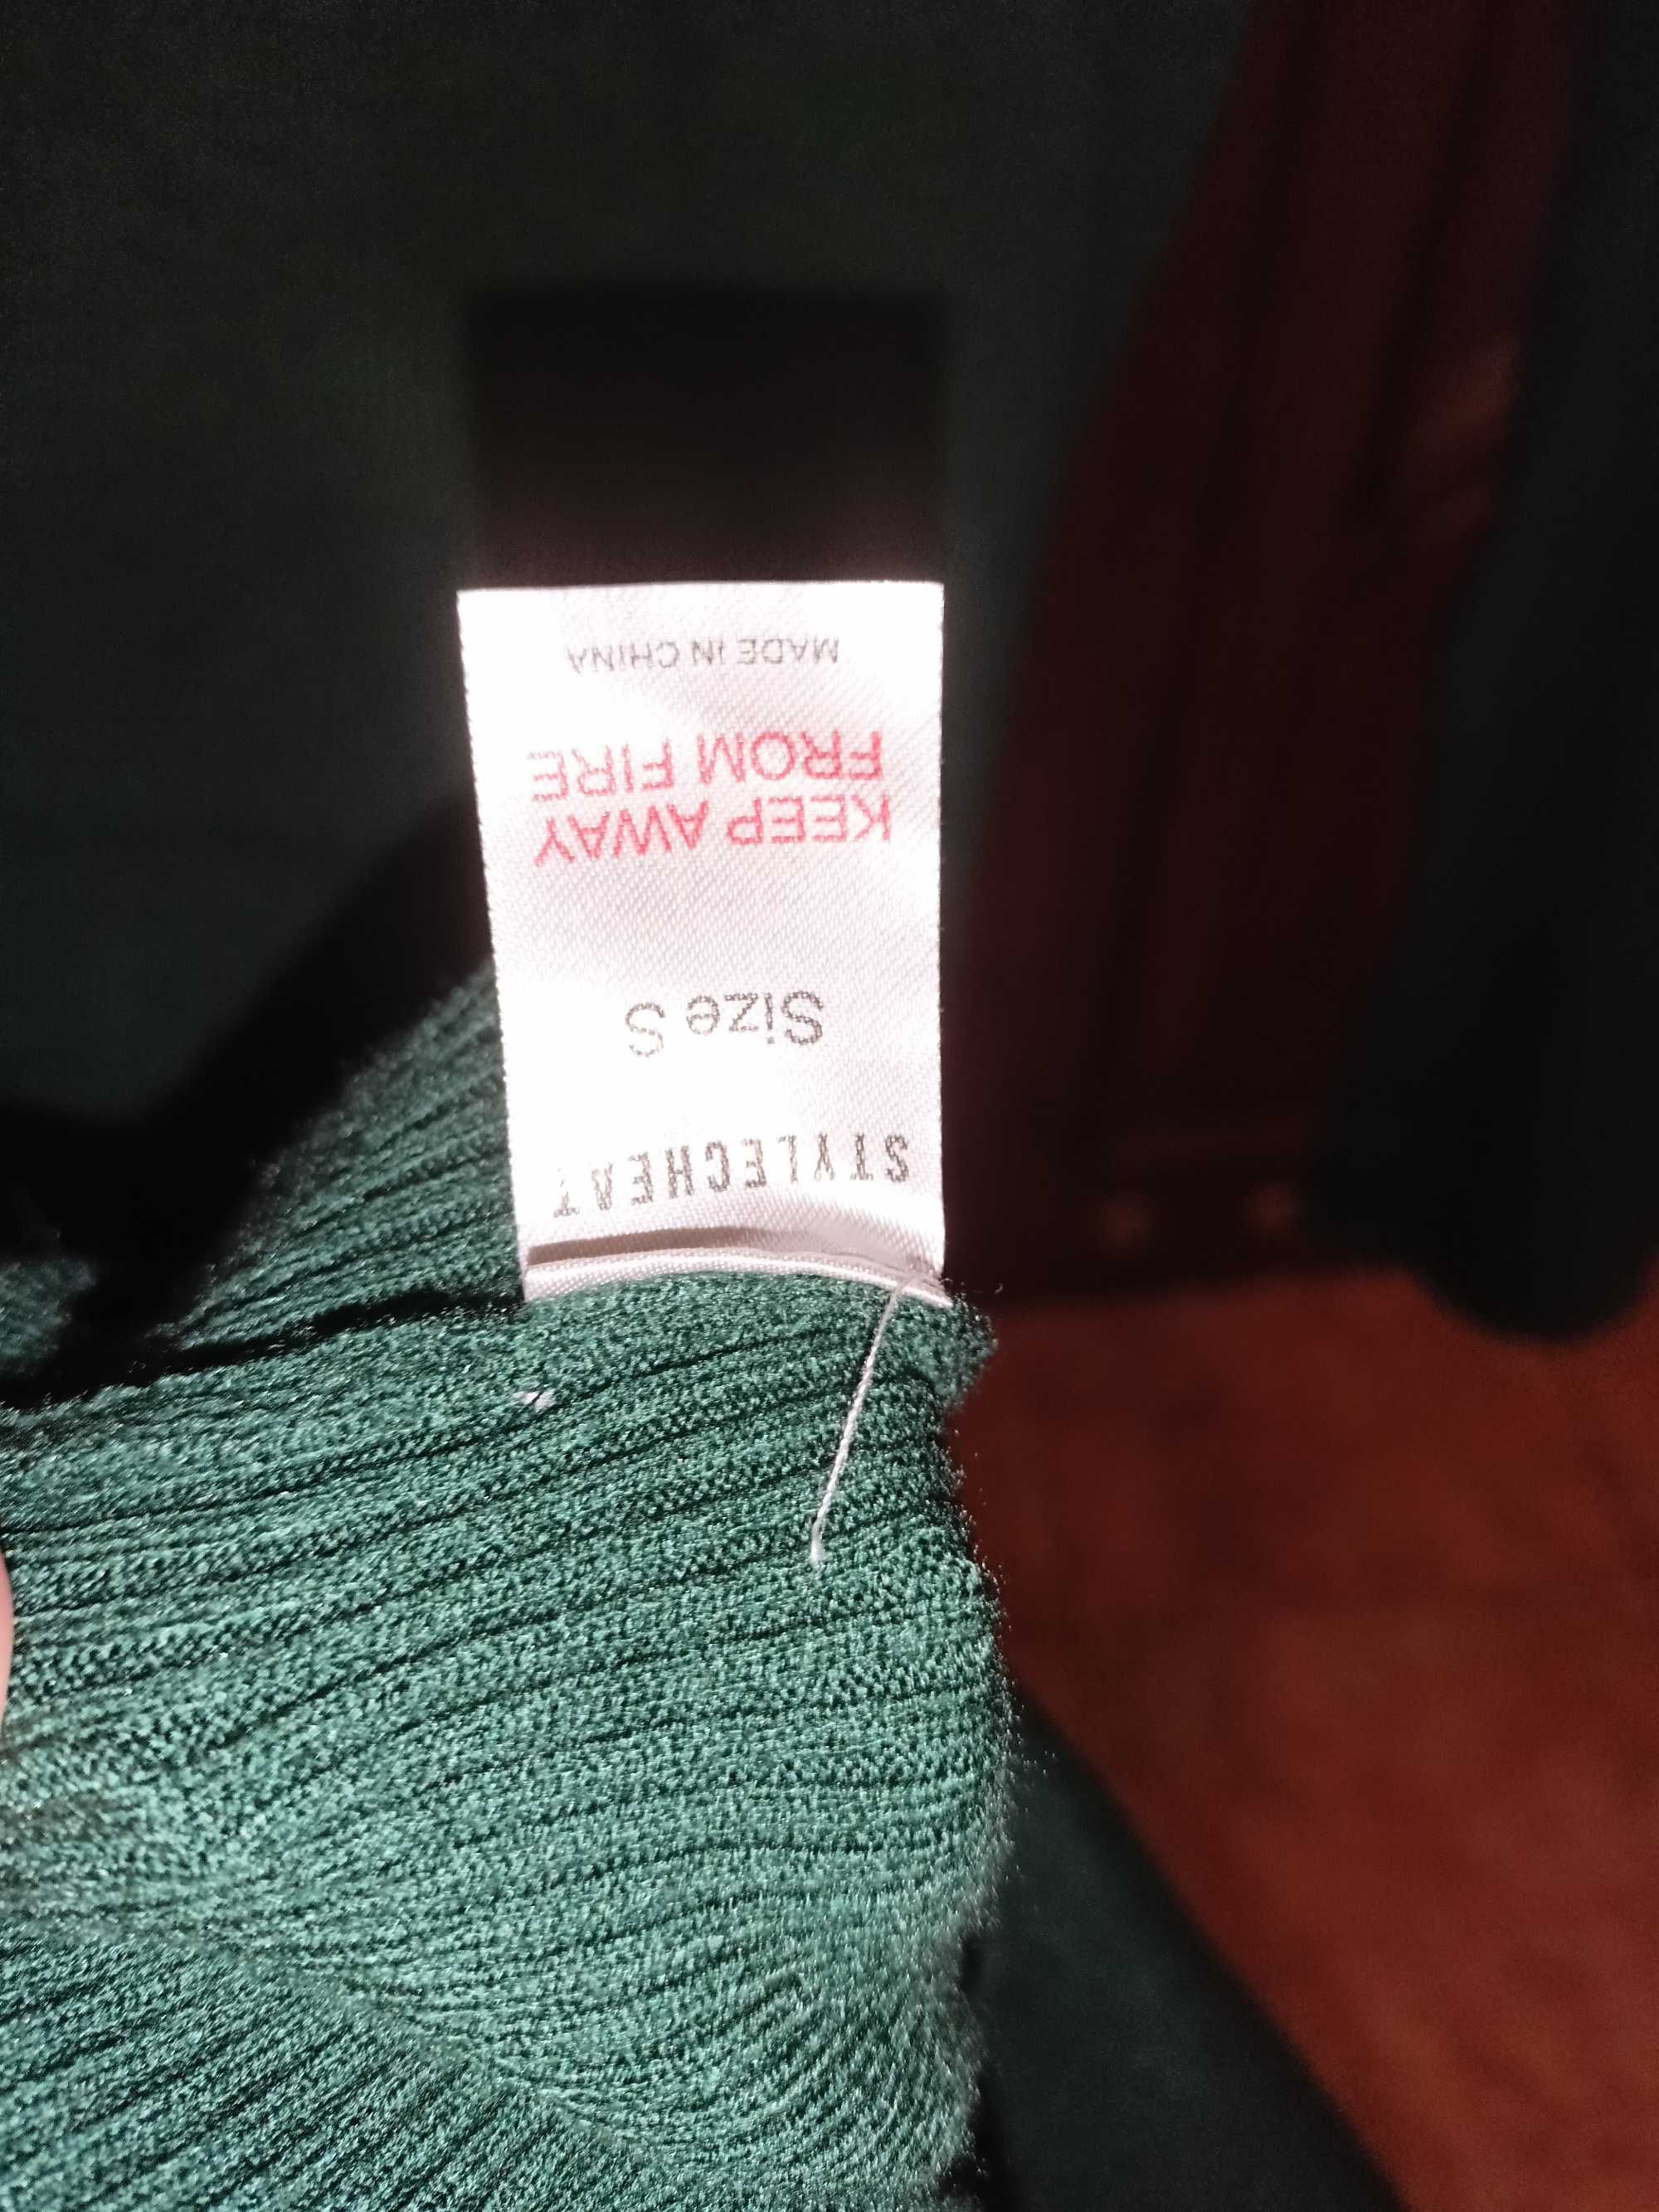 STYLECHEAT
Size S
KEEP AWAY
FROM FIRE
MADE IN CHINA